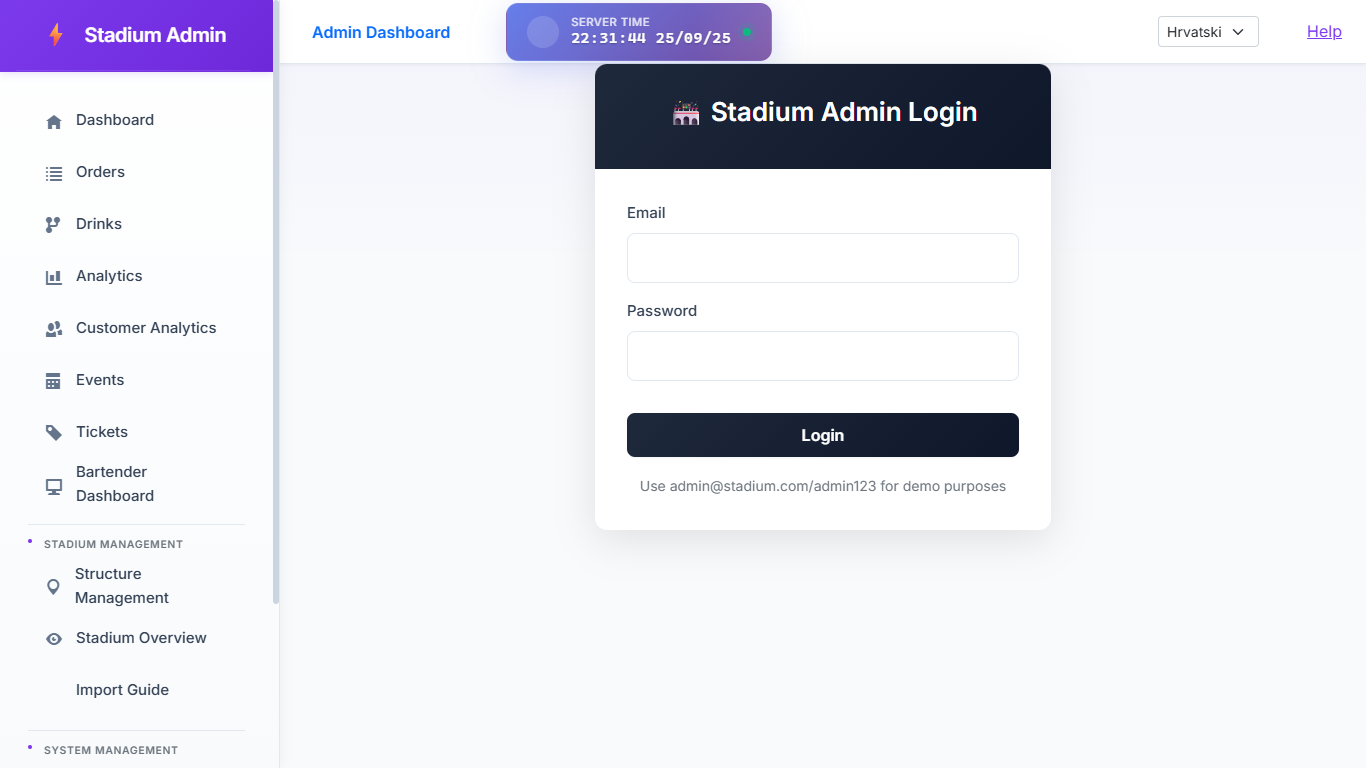 Stadium Admin
Dashboard
Orders
Drinks
Analytics
Customer Analytics
Events
Tickets
Bartender
Dashboard
STADIUM MANAGEMENT
Structure
Management
Stadium Overview
Import Guide
SYSTEM MANAGEMENT
Admin Dashboard
SERVER TIME
22:31:44 25/09/25
Hrvatski
Help
Stadium Admin Login
Email
Password
Login
Use admin@stadium.com/admin123 for demo purposes